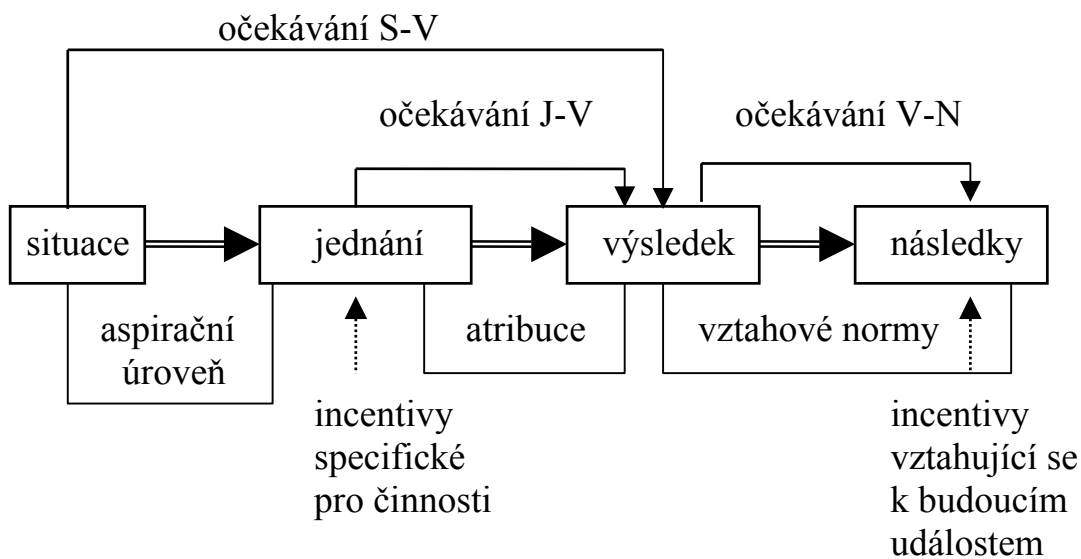 očekávání S-V
očekávání J-V
očekávání V-N
situace
jednání
výsledek
následky
aspirační
úroveň
atribuce
vztahové normy
incentivy
specifické
pro činnosti
incentivy
vztahující se
k budoucím
událostem